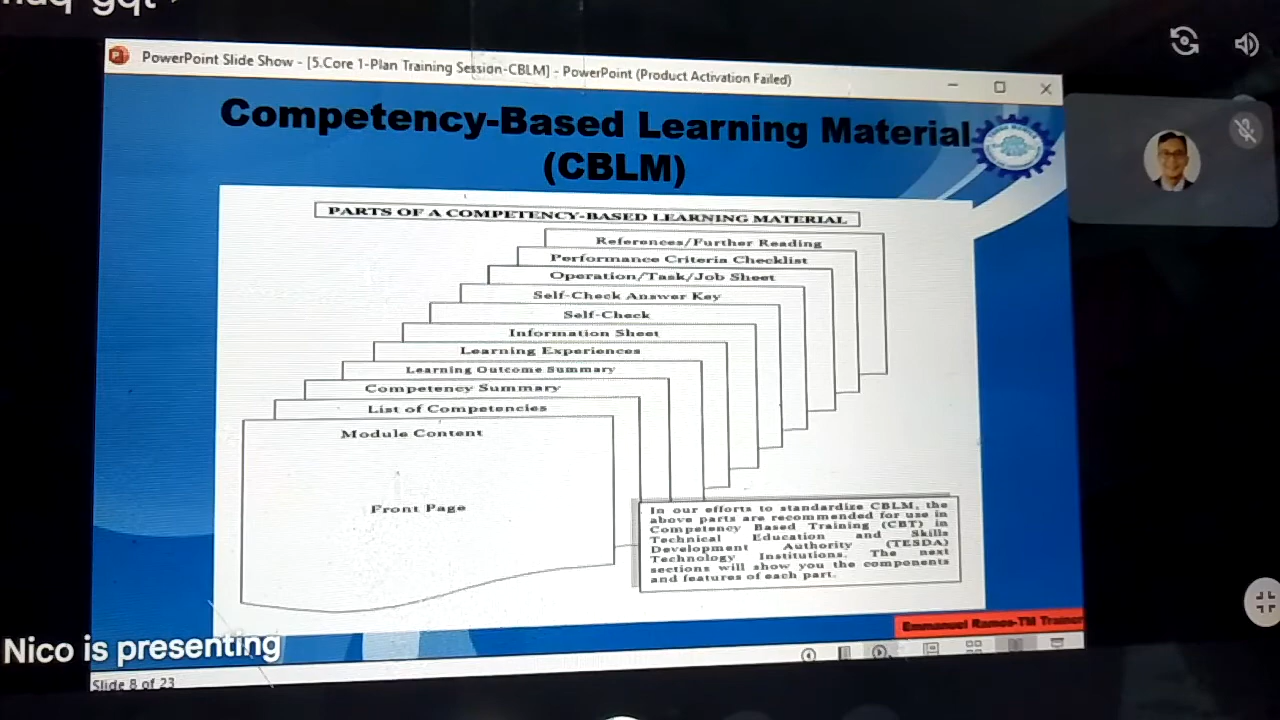 PowerPoint Slide Show - [5.Core 1-Plan Training Session-CBLM] - PowerPoint (Product Activation Failed)
Competency-Based Learning Material
(CBLM)
PARTS OF A COMPETENCY-BASED LEARNING MATERIAL
References/Further Reading
Performance Criteria Checklist
Operation/Task/Job Sheet
Self-Check Answer Key
Self-Check
Information Sheet
Learning Experiences
Learning Outcome Summary
Competency Summary
List of Competencies
Module Content
Front Page
In our efforts to standardize CBLM, the
above parts are recommended for use in
Competency Based Training (CBT) in
Technical Education and Skills
Development Authority (TESDA)
Technology Institutions. The next
sections will show you the components
and features of each part.
Emmanuel Ramos-TM Trainer
Nico is presenting
Slide 8 of 23